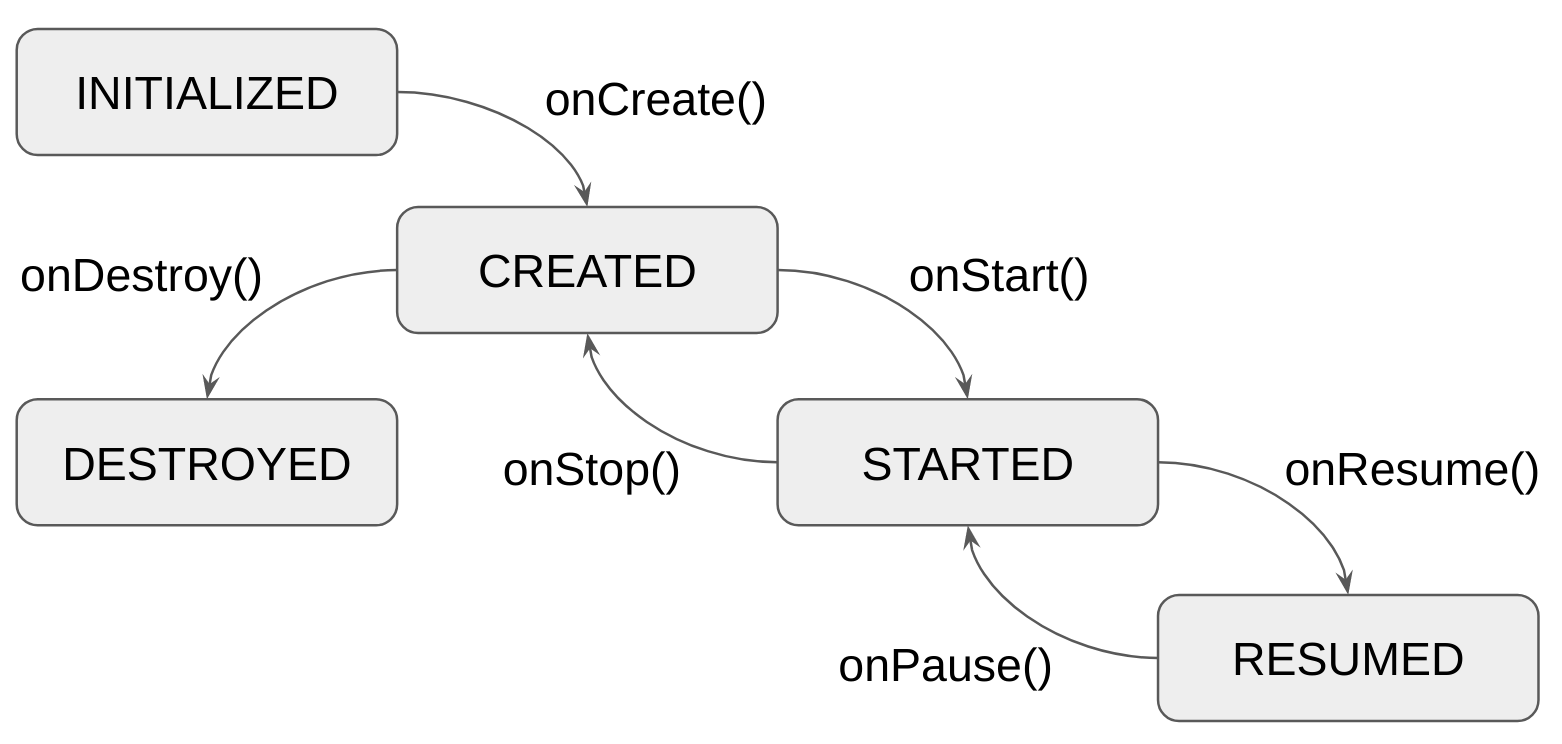 INITIALIZED
onCreate()
onDestroy()
CREATED
onStart()
DESTROYED
onStop()
STARTED
onResume()
onPause()
RESUMED